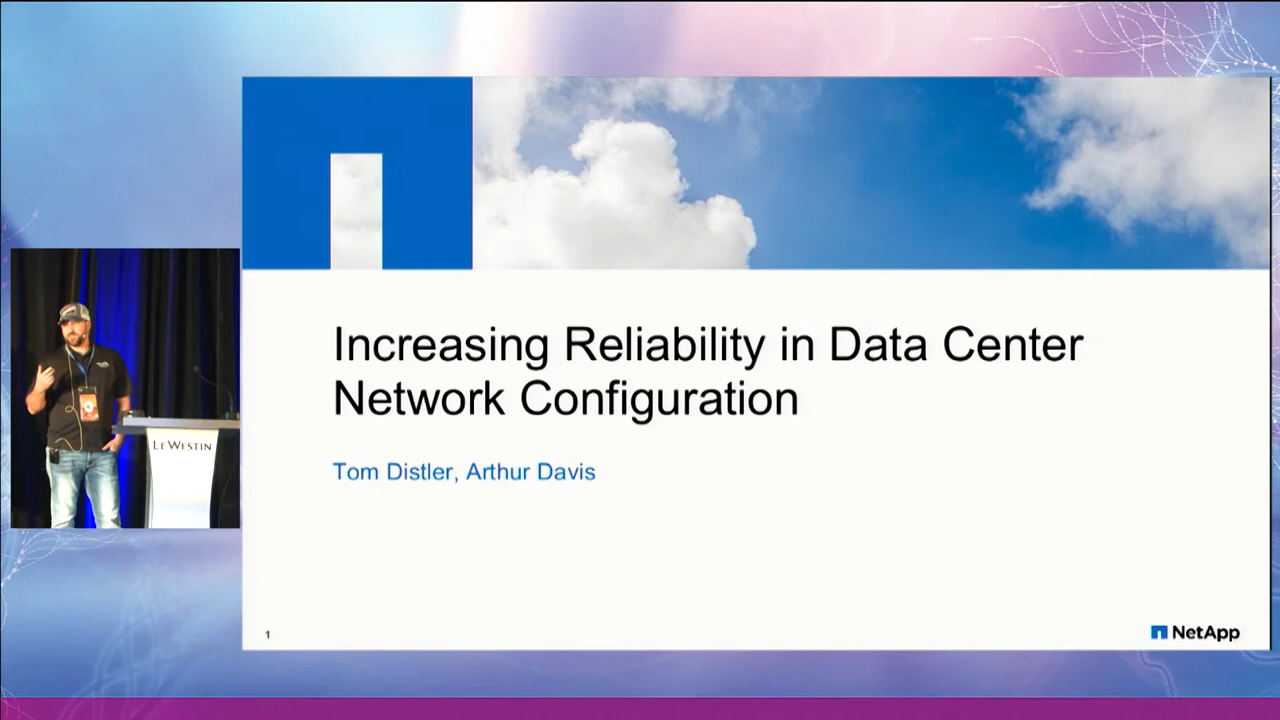 Increasing Reliability in Data Center
Network Configuration
Tom Distler, Arthur Davis
LE WESTIN
1
NetApp